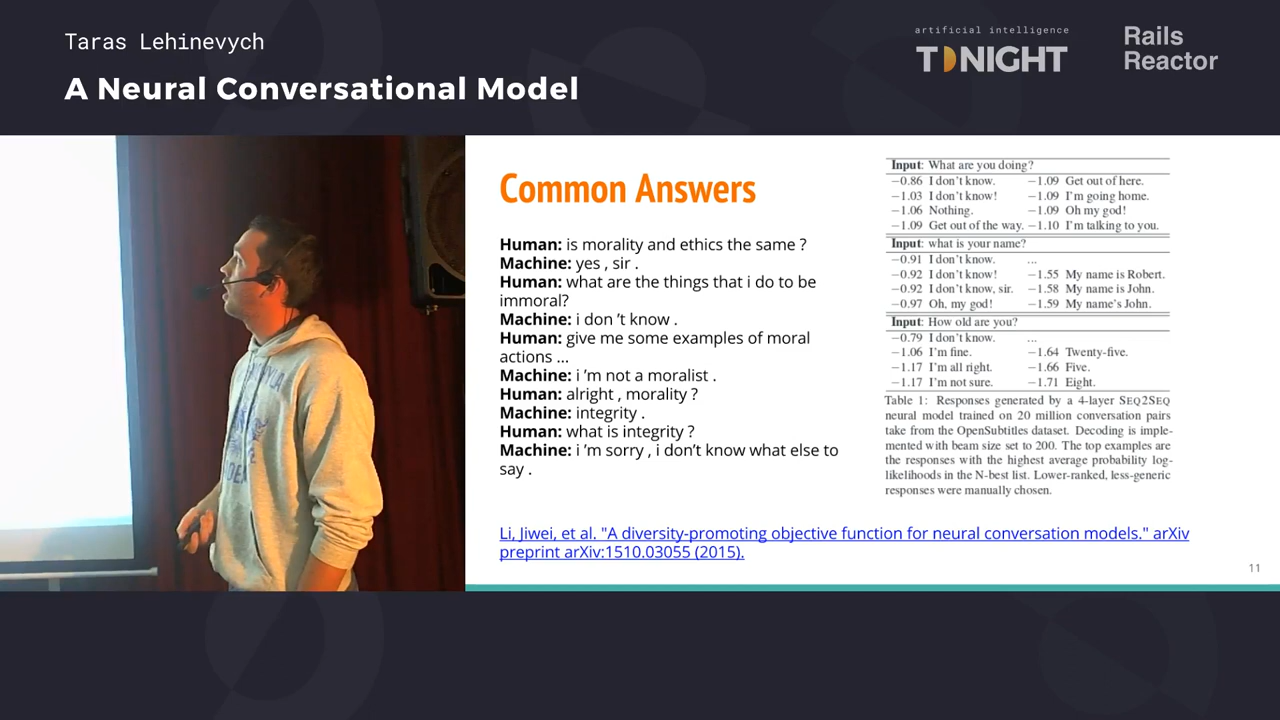 Taras Lehinevych
A Neural Conversational Model
artificial intelligence
TONIGHT
Rails
Reactor
Common Answers
Human: is morality and ethics the same ?
Machine: yes , sir .
Human: what are the things that i do to be
immoral?
Machine: i don 't know .
Human: give me some examples of moral
actions ...
Machine: i 'm not a moralist .
Human: alright , morality ?
Machine: integrity .
Human: what is integrity ?
Machine: i 'm sorry , i don't know what else to
say .
Input: What are you doing?
−0.86 I don't know. −1.09 Get out of here.
−1.03 I don't know! −1.09 I'm going home.
−1.06 Nothing. −1.09 Oh my god!
−1.09 Get out of the way. −1.10 I'm talking to you.
Input: what is your name?
−0.91 I don't know. ...
−0.92 I don't know! −1.55 My name is Robert.
−0.92 I don't know, sir. −1.58 My name is John.
−0.97 Oh, my god! −1.59 My name's John.
Input: How old are you?
−0.79 I don't know. ...
−1.06 I'm fine. −1.64 Twenty-five.
−1.17 I'm all right. −1.66 Five.
−1.17 I'm not sure. −1.71 Eight.
Table 1: Responses generated by a 4-layer SEQ2SEQ
neural model trained on 20 million conversation pairs
take from the OpenSubtitles dataset. Decoding is imple-
mented with beam size set to 200. The top examples are
the responses with the highest average probability log-
likelihoods in the N-best list. Lower-ranked, less-generic
responses were manually chosen.
Li, Jiwei, et al. "A diversity-promoting objective function for neural conversation models." arXiv
preprint arXiv:1510.03055 (2015).
11